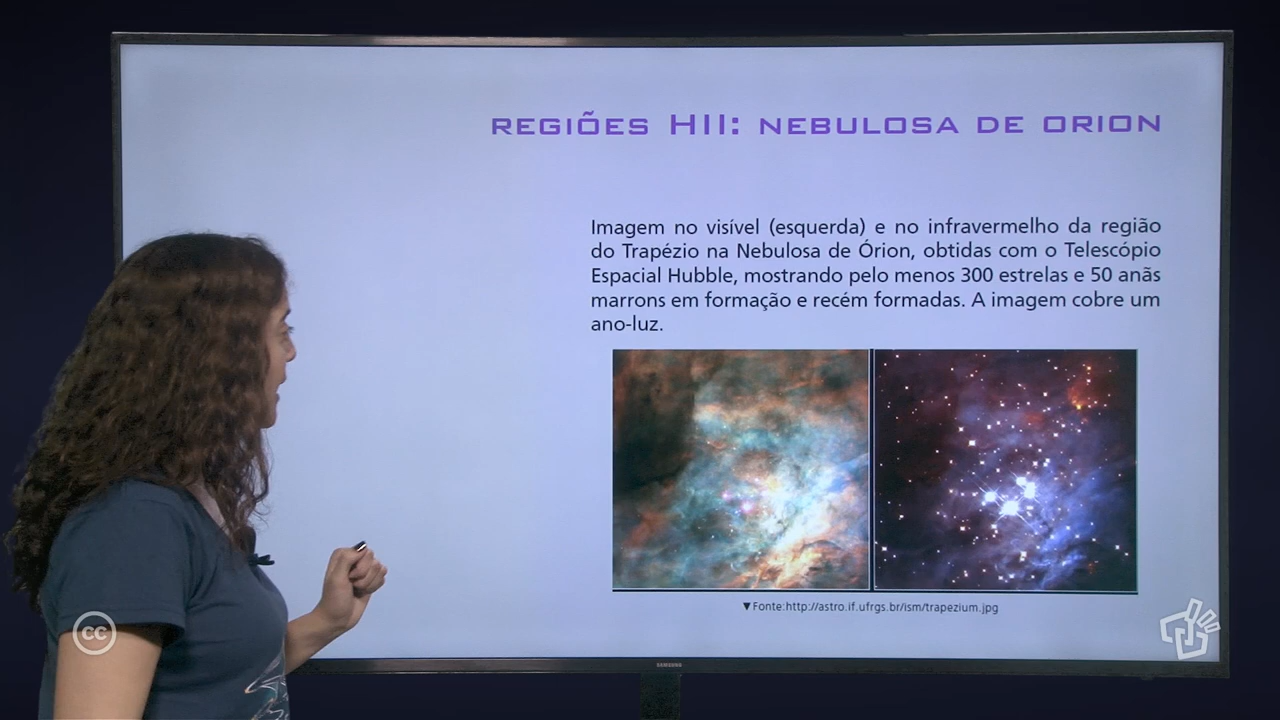 REGIÕES HII: NEBULOSA DE ORION
Imagem no visível (esquerda) e no infravermelho da região
do Trapézio na Nebulosa de Órion, obtidas com o Telescópio
Espacial Hubble, mostrando pelo menos 300 estrelas e 50 anãs
marrons em formação e recém formadas. A imagem cobre um
ano-luz.
▼Fonte:http://astro.if.ufrgs.br/ism/trapezium.jpg
SAMSUNG
cc